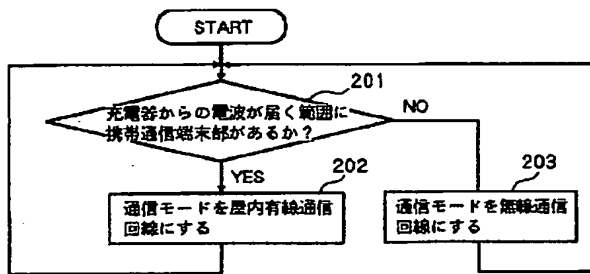 START
201
充電器からの電波が届く範囲に
携帯通信端末部があるか？
NO
YES
202
通信モードを屋内有線通信
回線にする
203
通信モードを無線通信
回線にする